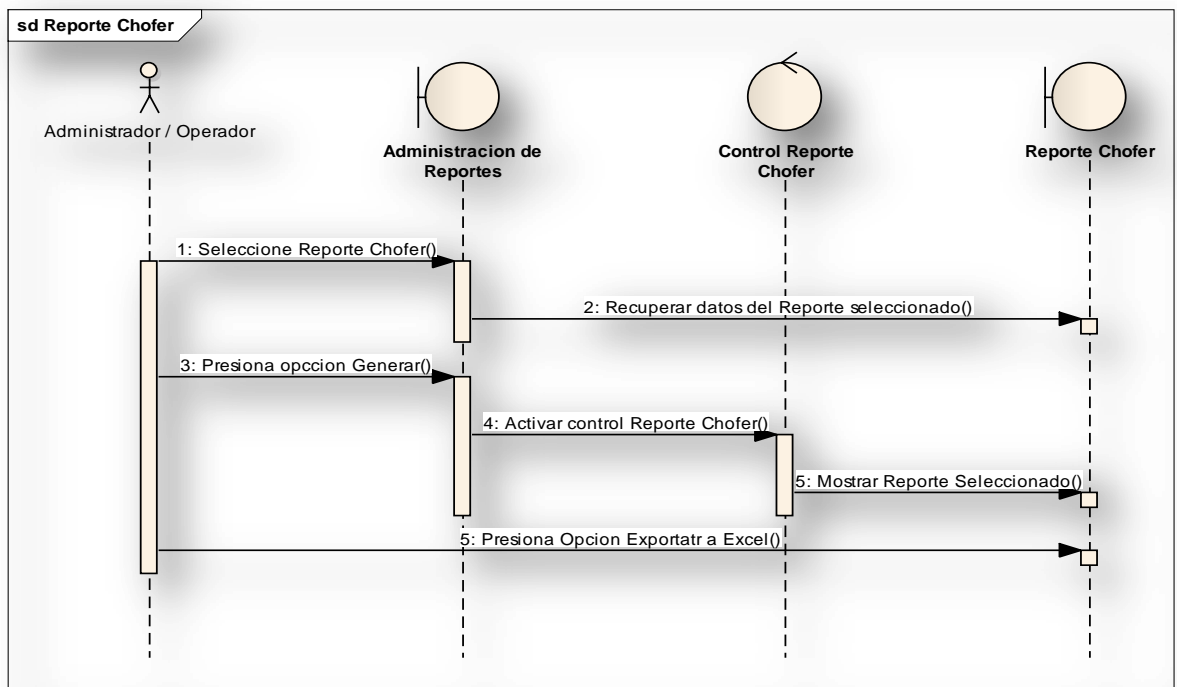 sd Reporte Chofer
Administrador / Operador
Administracion de
Reportes
Control Reporte
Chofer
Reporte Chofer
1: Seleccione Reporte Chofer()
2: Recuperar datos del Reporte seleccionado()
3: Presiona opccion Generar()
4: Activar control Reporte Chofer()
5: Mostrar Reporte Seleccionado()
5: Presiona Opcion Exportatr a Excel()